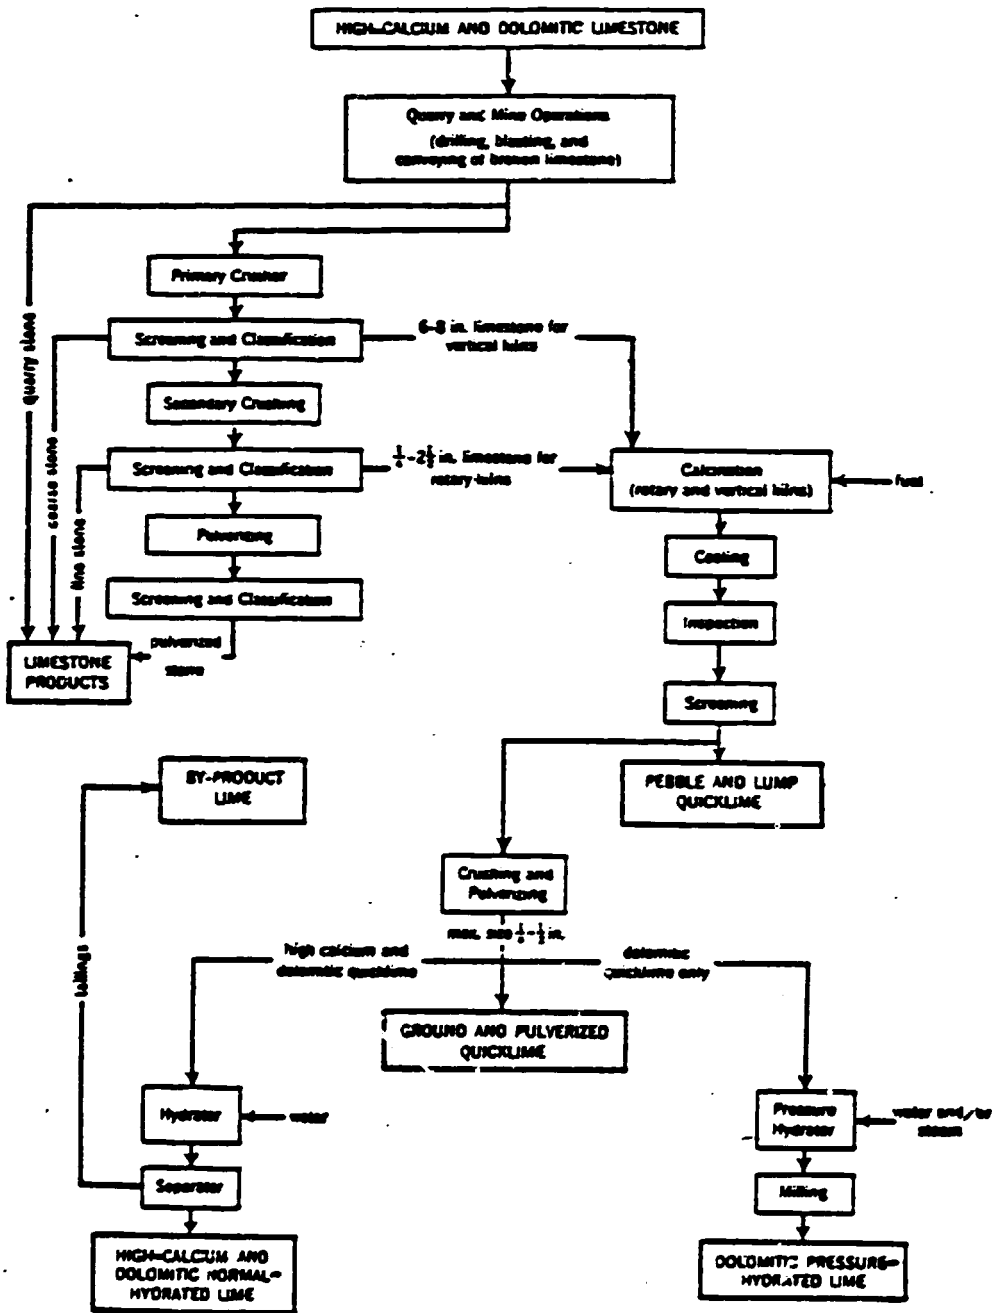 HIGH-CALCIUM AND DOLOMITIC LIMESTONE
Quarry and Mine Operations
(drilling, blasting, and
conveying of broken limestone)
Primary Crusher
Screening and Classification
6-8 in. limestone for
vertical kilns
Quarry stone
coarse stone
fine stone
Secondary Crushing
Screening and Classification
in. limestone for
rotary kilns
Calcination
(rotary and vertical kilns)
fuel
Pulverizing
Cooling
Screening and Classification
Inspection
pulverized
stone
LIMESTONE
PRODUCTS
Screening
BY-PRODUCT
LIME
PEBBLE AND LUMP
QUICKLIME
Crushing and
Pulverizing
max. size in.
high calcium and
dolomitic quicklime
dolomitic
quicklime only
tailings
GROUND AND PULVERIZED
QUICKLIME
Hydrator
water
Pressure
Hydrator
water and/or
steam
Separator
Milling
HIGH-CALCIUM AND
DOLOMITIC NORMAL-
HYDRATED LIME
DOLOMITIC PRESSURE-
HYDRATED LIME